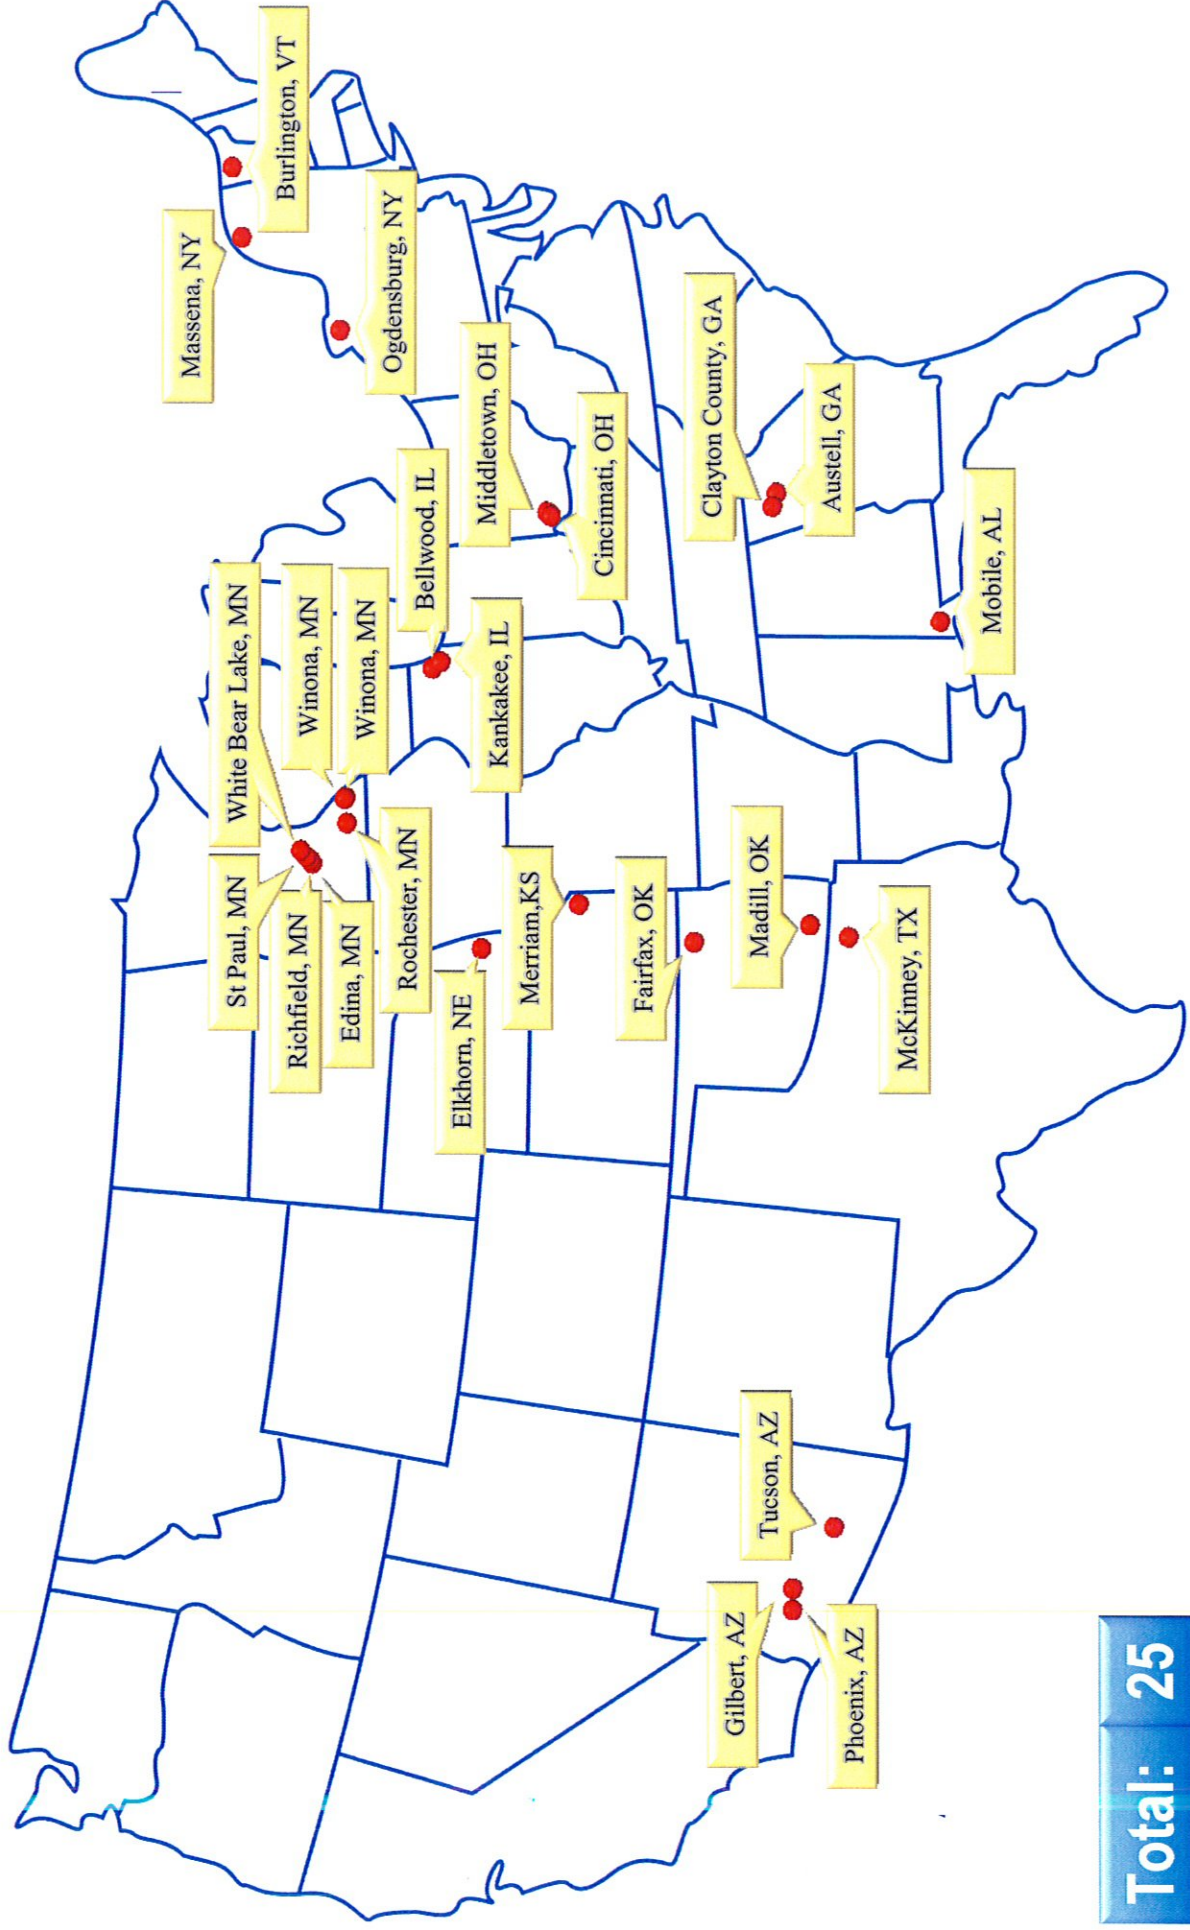 Burlington, VT
Massena, NY
Ogdensburg, NY
Middletown, OH
Cincinnati, OH
Clayton County, GA
Austell, GA
Mobile, AL
Bellwood, IL
Kankakee, IL
White Bear Lake, MN
Winona, MN
Winona, MN
St Paul, MN
Richfield, MN
Edina, MN
Rochester, MN
Elkhorn, NE
Merriam,KS
Fairfax, OK
Madill, OK
McKinney, TX
Tucson, AZ
Gilbert, AZ
Phoenix, AZ
Total: 25